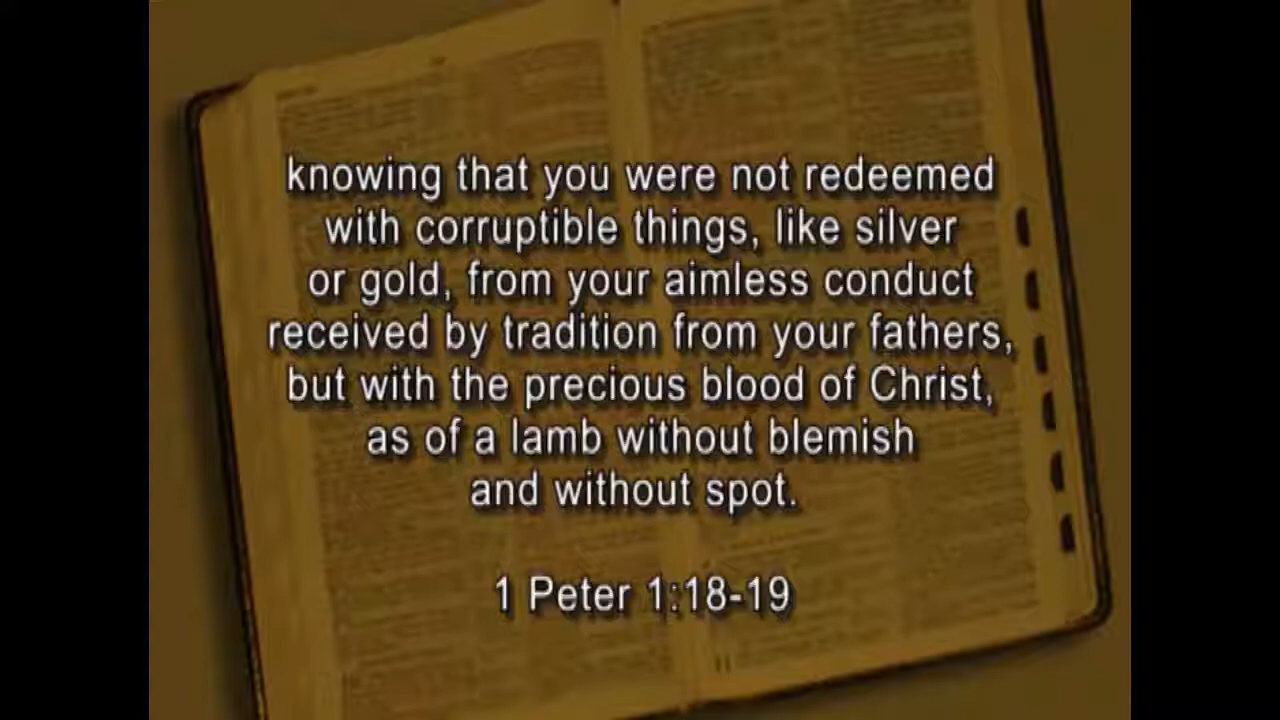 knowing that you were not redeemed
with corruptible things, like silver
or gold, from your aimless conduct
received by tradition from your fathers,
but with the precious blood of Christ,
as of a lamb without blemish
and without spot.
1 Peter 1:18-19